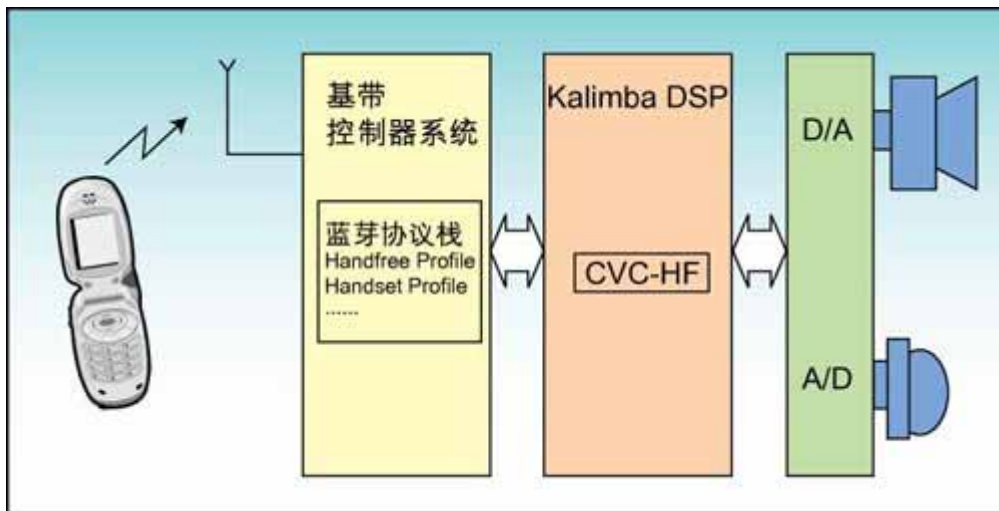 基带
控制器系统
蓝芽协议栈
Handfree Profile
Handset Profile
......
Kalimba DSP
CVC-HF
D/A
A/D